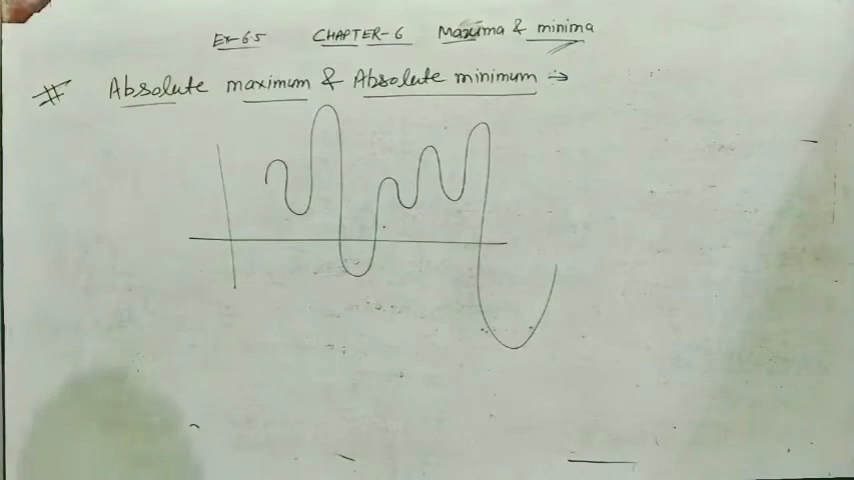 Ex-6.5 CHAPTER-6 Maxima & minima
# Absolute maximum & Absolute minimum →